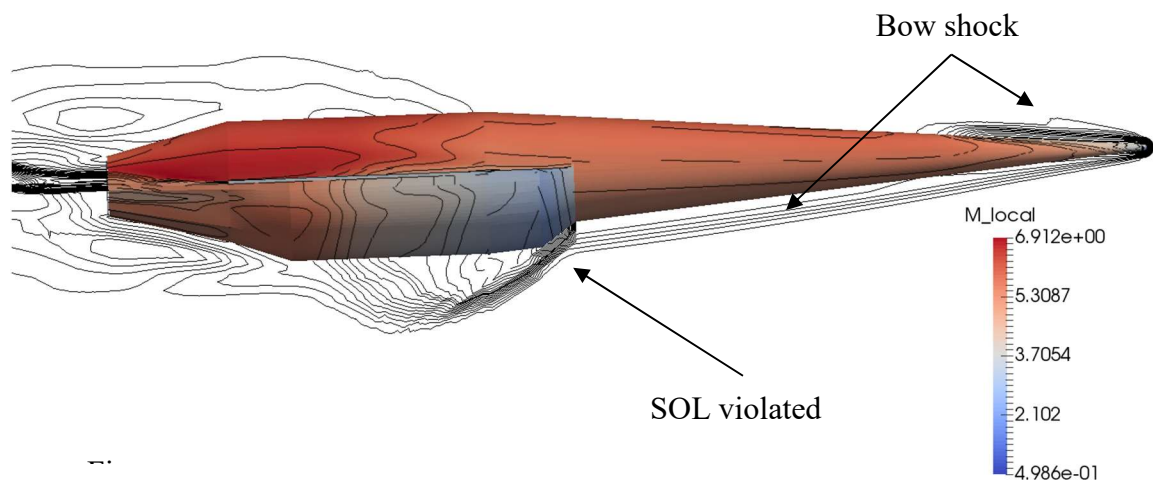 Bow shock
M_local
6.912e+00
5.3087
3.7054
2.102
4.986e-01
SOL violated